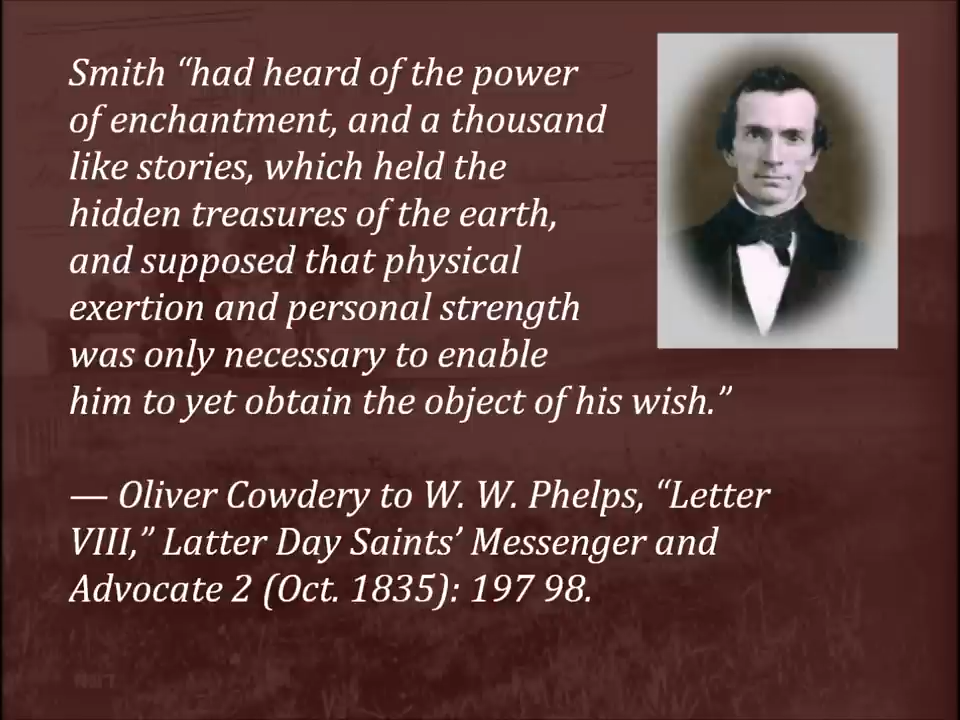 Smith “had heard of the power
of enchantment, and a thousand
like stories, which held the
hidden treasures of the earth,
and supposed that physical
exertion and personal strength
was only necessary to enable
him to yet obtain the object of his wish.”
— Oliver Cowdery to W. W. Phelps, “Letter
VIII,” Latter Day Saints’ Messenger and
Advocate 2 (Oct. 1835): 197 98.